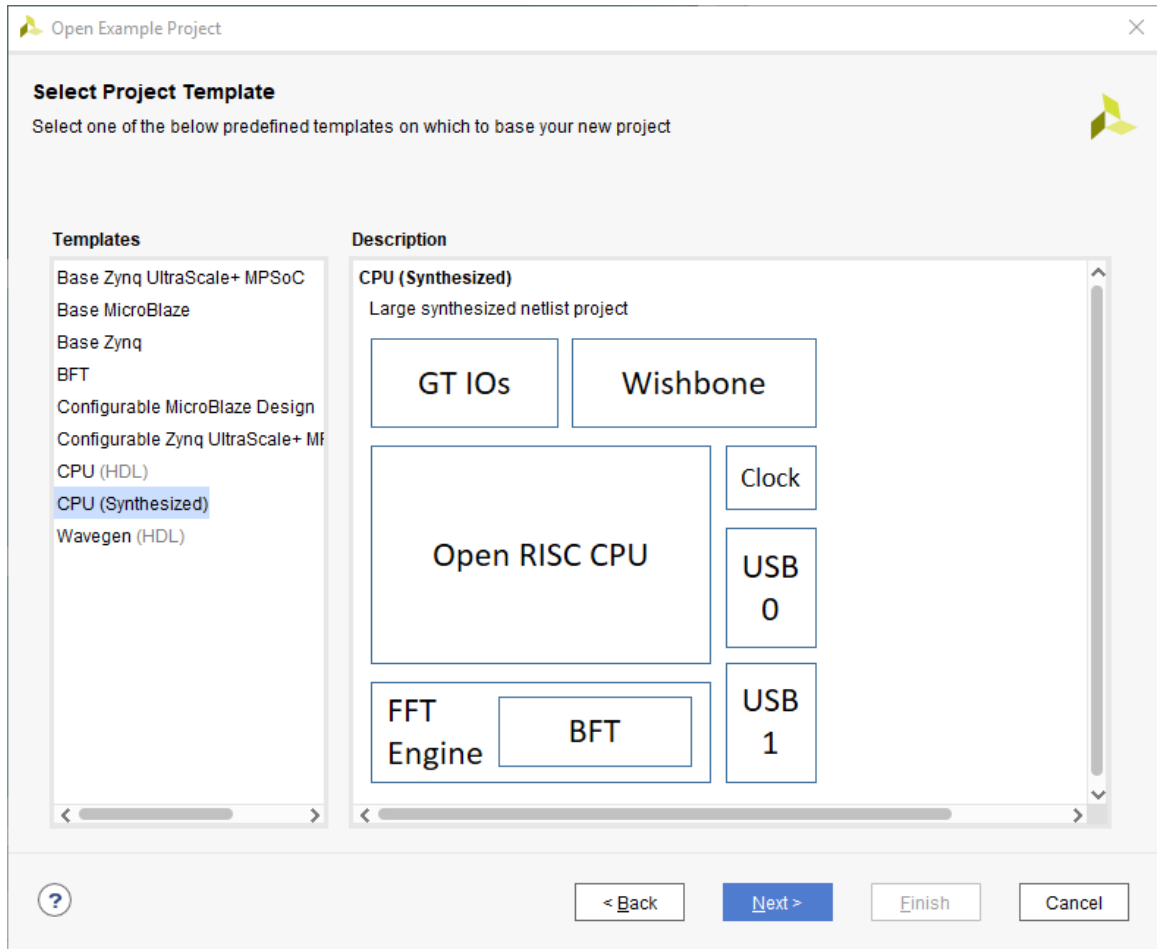 Open Example Project
Select Project Template
Select one of the below predefined templates on which to base your new project
Templates
Base Zynq UltraScale+ MPSoC
Base MicroBlaze
Base Zynq
BFT
Configurable MicroBlaze Design
Configurable Zynq UltraScale+
CPU (HDL)
CPU (Synthesized)
Wavegen (HDL)
Description
CPU (Synthesized)
Large synthesized netlist project
GT IOs
Wishbone
Open RISC CPU
Clock
USB
0
FFT
Engine
BFT
USB
1
?
< Back
Next >
Finish
Cancel